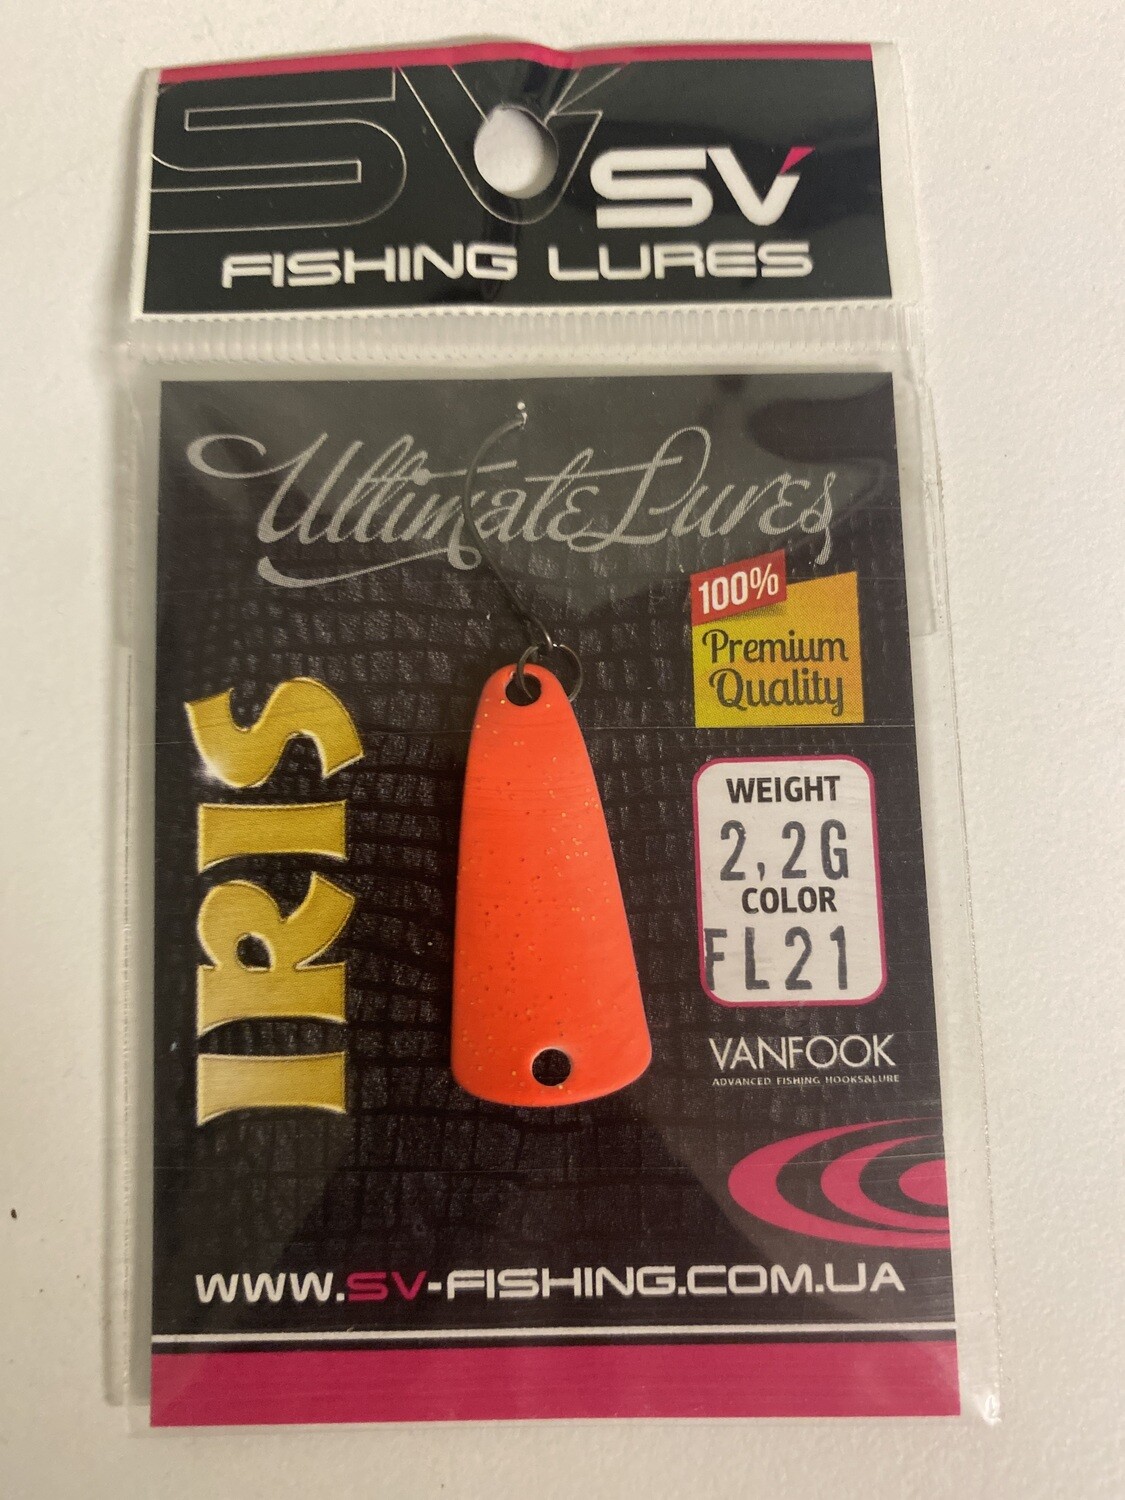 SV
SV
FISHING LURES
Ultimate Lures
100%
Premium
Quality
IRIS
WEIGHT
2,2G
COLOR
FL21
VANFOOK
ADVANCED FISHING HOOKS&LURE
WWW.SV-FISHING.COM.UA